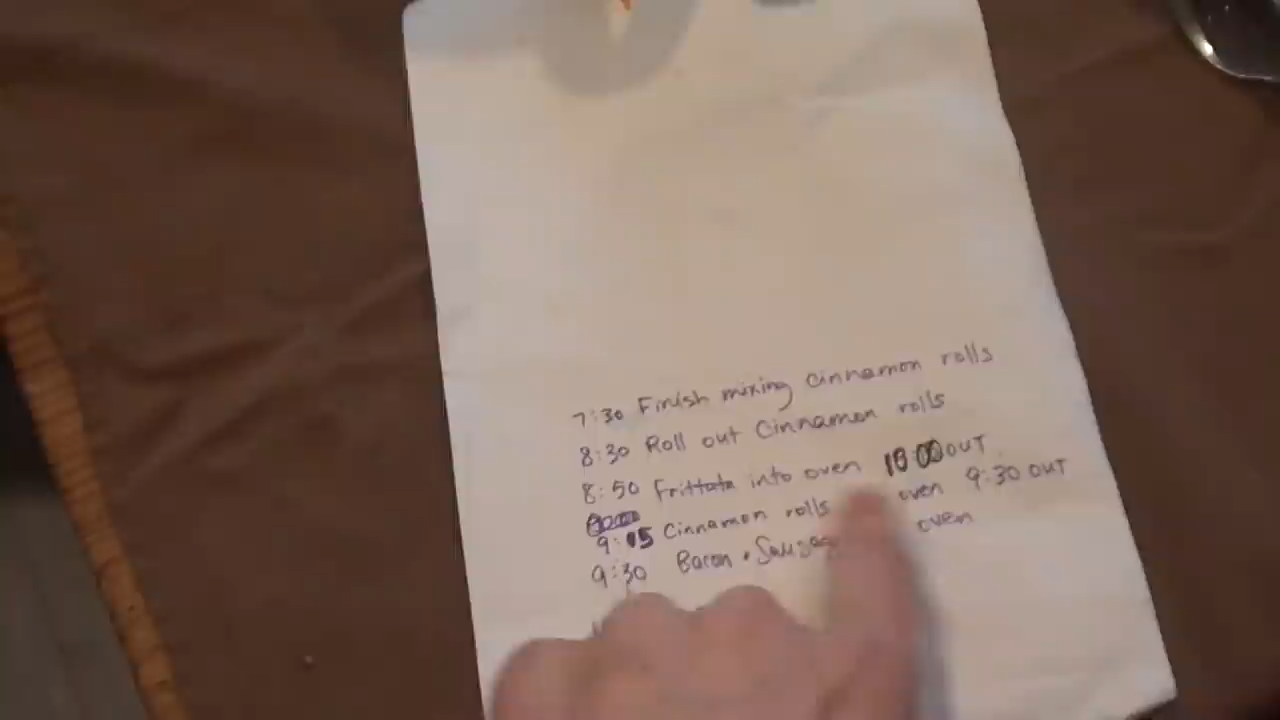 7:30 Finish mixing cinnamon rolls
8:30 Roll out Cinnamon rolls
8:50 Frittata into oven 10:00 OUT
9:15 Cinnamon rolls oven 9:30 OUT
9:30 Bacon + oven